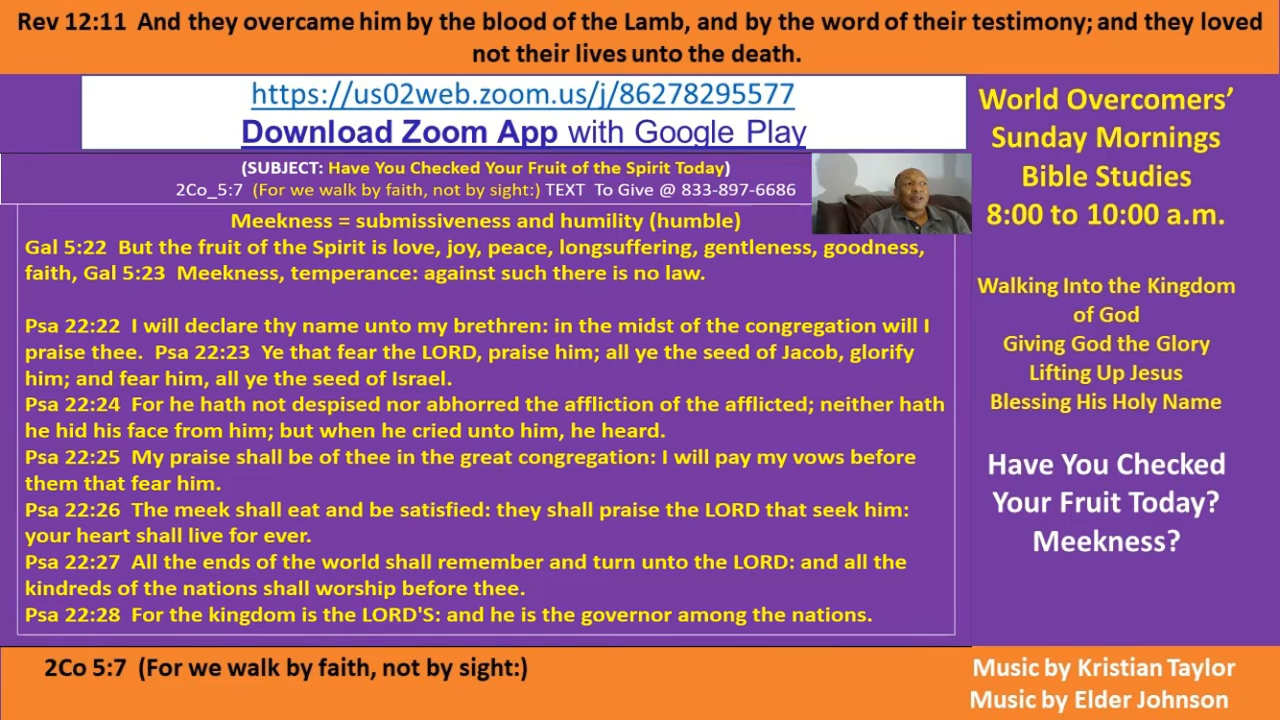 Rev 12:11  And they overcame him by the blood of the Lamb, and by the word of their testimony; and they loved
not their lives unto the death.
https://us02web.zoom.us/j/86278295577
Download Zoom App with Google Play
(SUBJECT: Have You Checked Your Fruit of the Spirit Today)
2Co_5:7  (For we walk by faith, not by sight:) TEXT  To Give @ 833-897-6686
Meekness = submissiveness and humility (humble)
Gal 5:22  But the fruit of the Spirit is love, joy, peace, longsuffering, gentleness, goodness,
faith, Gal 5:23  Meekness, temperance: against such there is no law.
Psa 22:22  I will declare thy name unto my brethren: in the midst of the congregation will I
praise thee.  Psa 22:23  Ye that fear the LORD, praise him; all ye the seed of Jacob, glorify
him; and fear him, all ye the seed of Israel.
Psa 22:24  For he hath not despised nor abhorred the affliction of the afflicted; neither hath
he hid his face from him; but when he cried unto him, he heard.
Psa 22:25  My praise shall be of thee in the great congregation: I will pay my vows before
them that fear him.
Psa 22:26  The meek shall eat and be satisfied: they shall praise the LORD that seek him:
your heart shall live for ever.
Psa 22:27  All the ends of the world shall remember and turn unto the LORD: and all the
kindreds of the nations shall worship before thee.
Psa 22:28  For the kingdom is the LORD'S: and he is the governor among the nations.
World Overcomers’
Sunday Mornings
Bible Studies
8:00 to 10:00 a.m.
Walking Into the Kingdom
of God
Giving God the Glory
Lifting Up Jesus
Blessing His Holy Name
Have You Checked
Your Fruit Today?
Meekness?
2Co 5:7  (For we walk by faith, not by sight:)
Music by Kristian Taylor
Music by Elder Johnson